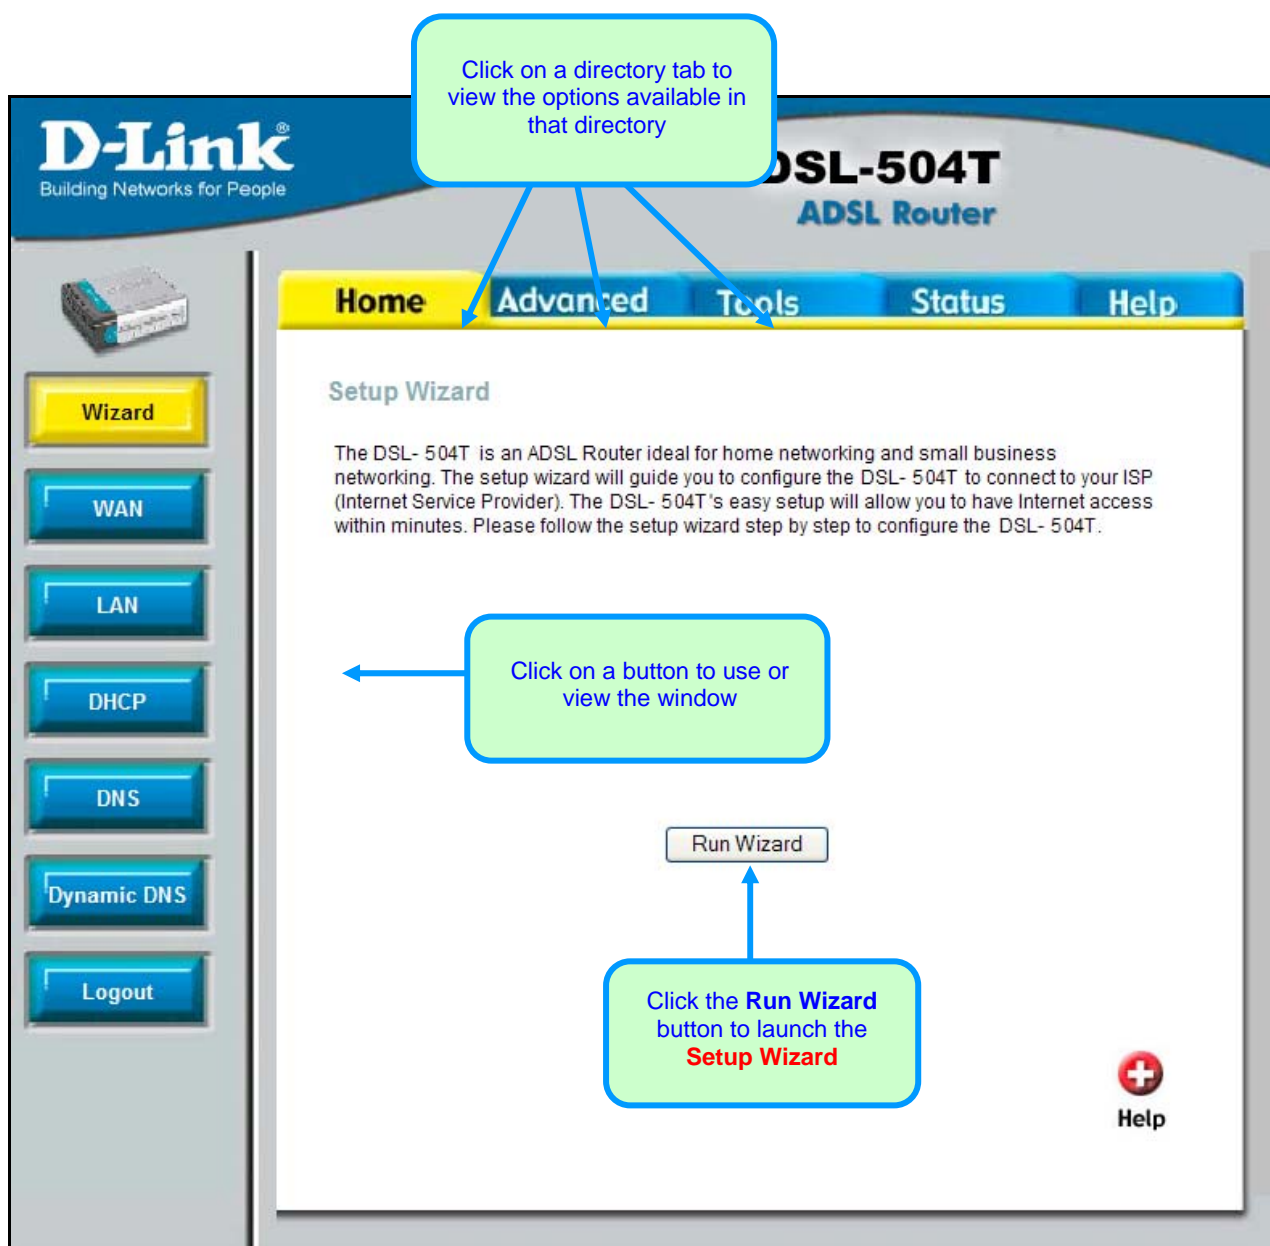 Click on a directory tab to
view the options available in
that directory
D-Link®
Building Networks for People
DSL-504T
ADSL Router
Home Advanced Tools Status Help
Wizard
WAN
LAN
DHCP
DNS
Dynamic DNS
Logout
Setup Wizard
The DSL- 504T is an ADSL Router ideal for home networking and small business
networking. The setup wizard will guide you to configure the DSL- 504T to connect to your ISP
(Internet Service Provider). The DSL- 504T's easy setup will allow you to have Internet access
within minutes. Please follow the setup wizard step by step to configure the DSL- 504T.
Click on a button to use or
view the window
Run Wizard
Click the Run Wizard
button to launch the
Setup Wizard
Help